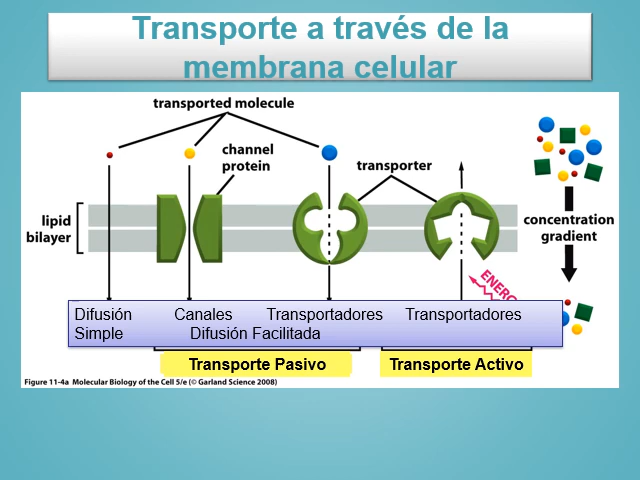 Transporte a través de la
membrana celular
transported molecule
channel
protein
transporter
lipid
bilayer
concentration
gradient
Difusión Canales Transportadores Transportadores
Simple Difusión Facilitada
Transporte Pasivo Transporte Activo
Figure 11-4a Molecular Biology of the Cell 5/e (© Garland Science 2008)